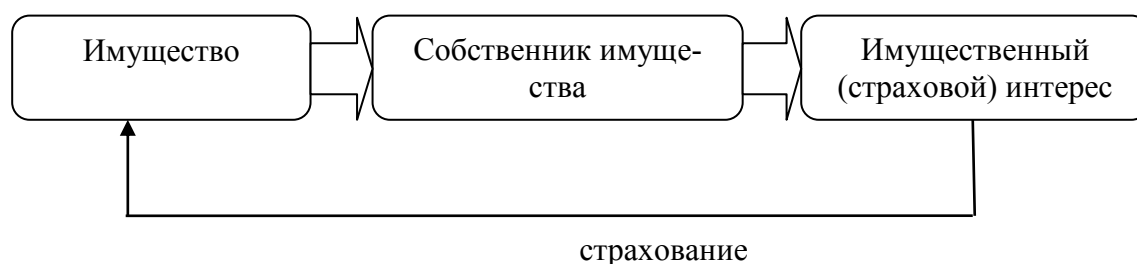 Имущество
Собственник имуще-
ства
Имущественный
(страховой) интерес
страхование